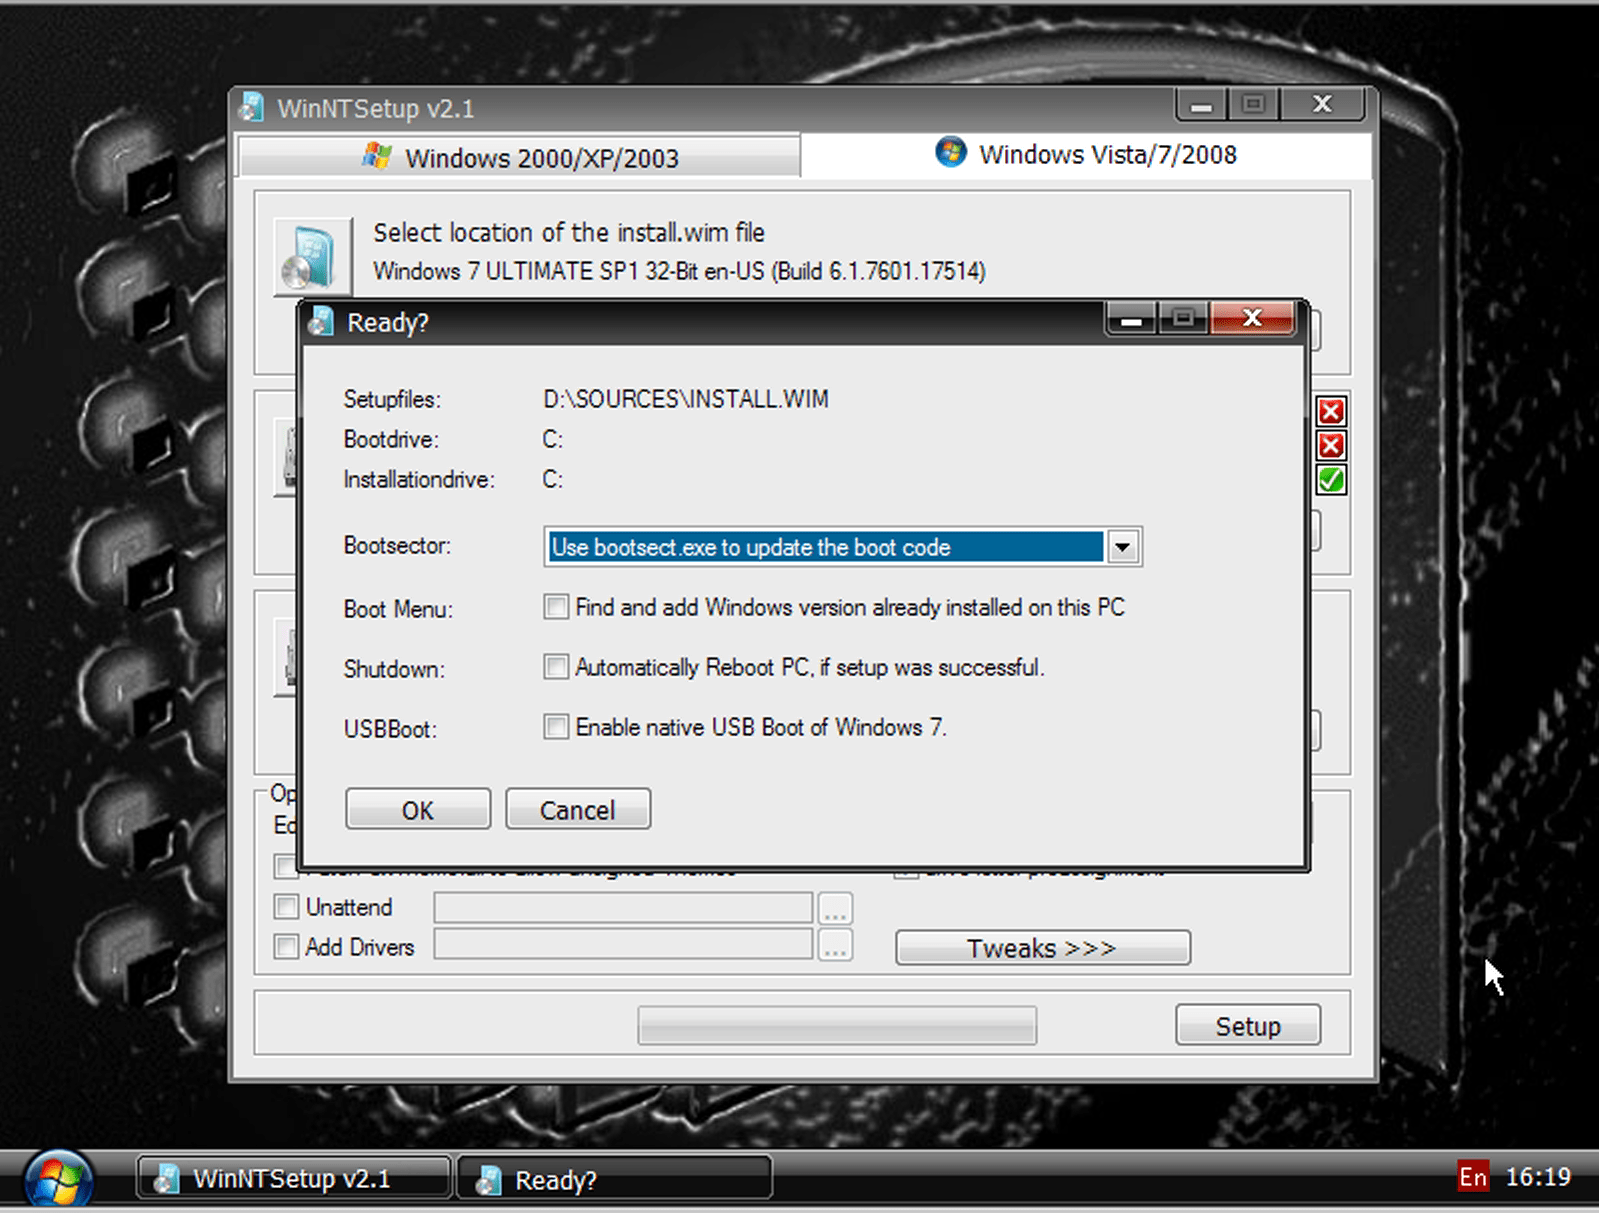 WinNTSetup v2.1
Windows 2000/XP/2003
Windows Vista/7/2008
Select location of the install.wim file
Windows 7 ULTIMATE SP1 32-Bit en-US (Build 6.1.7601.17514)
Ready?
Setupfiles: D:\SOURCES\INSTALL.WIM
Bootdrive: C:
Installationdrive: C:
Bootsector: Use bootsect.exe to update the boot code
Boot Menu: Find and add Windows version already installed on this PC
Shutdown: Automatically Reboot PC, if setup was successful.
USBBoot: Enable native USB Boot of Windows 7.
OK Cancel
Op
Ed
Unattend ...
Add Drivers ...
Tweaks >>>
Setup
WinNTSetup v2.1
Ready?
En 16:19